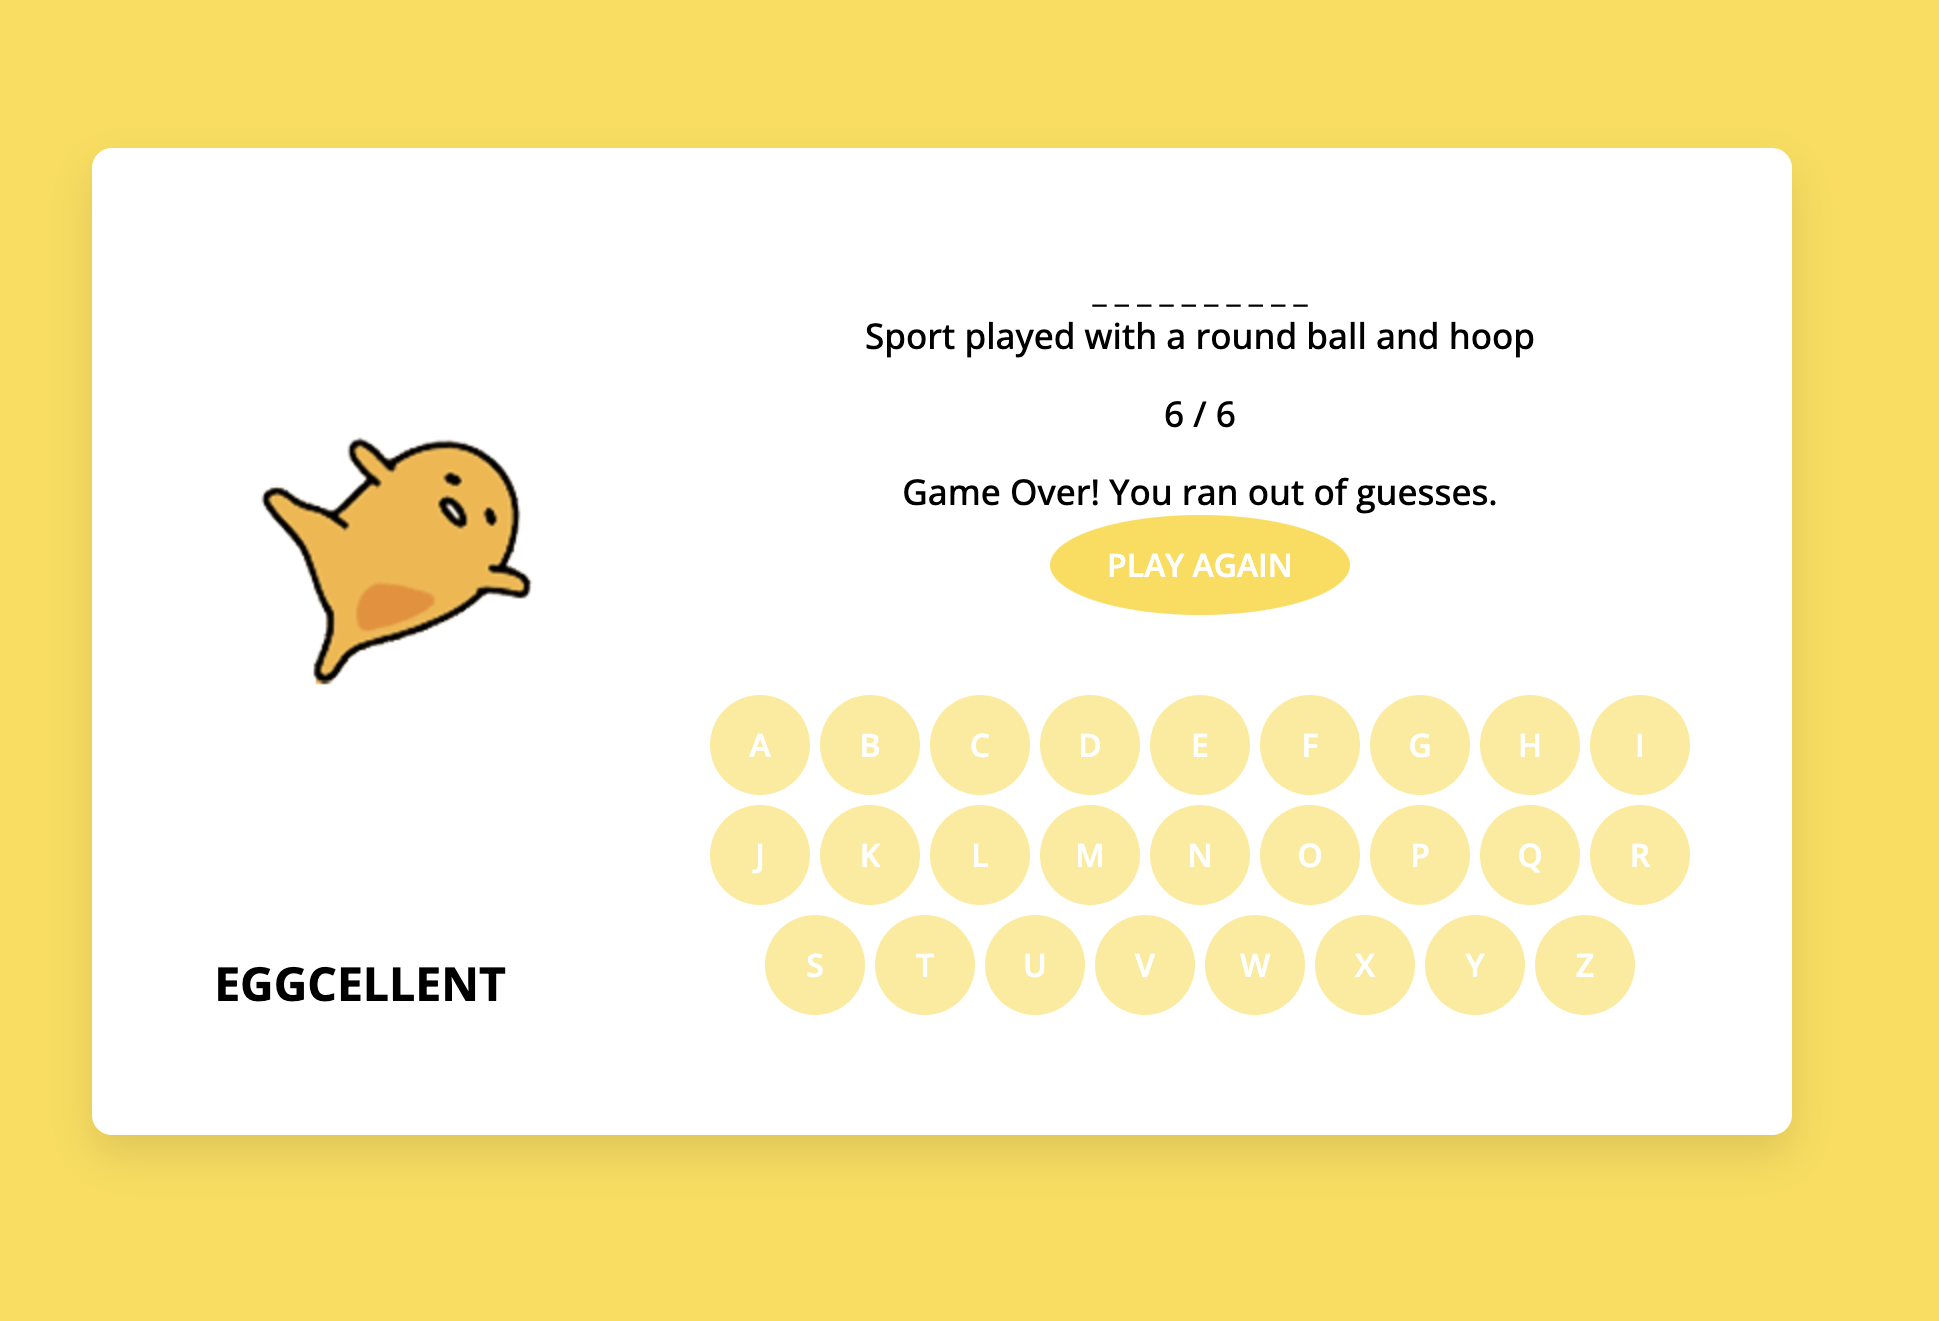 _ _ _ _ _ _ _ _ _ _
Sport played with a round ball and hoop
6 / 6
Game Over! You ran out of guesses.
PLAY AGAIN
A B C D E F G H I
J K L M N O P Q R
S T U V W X Y Z
EGGCELLENT